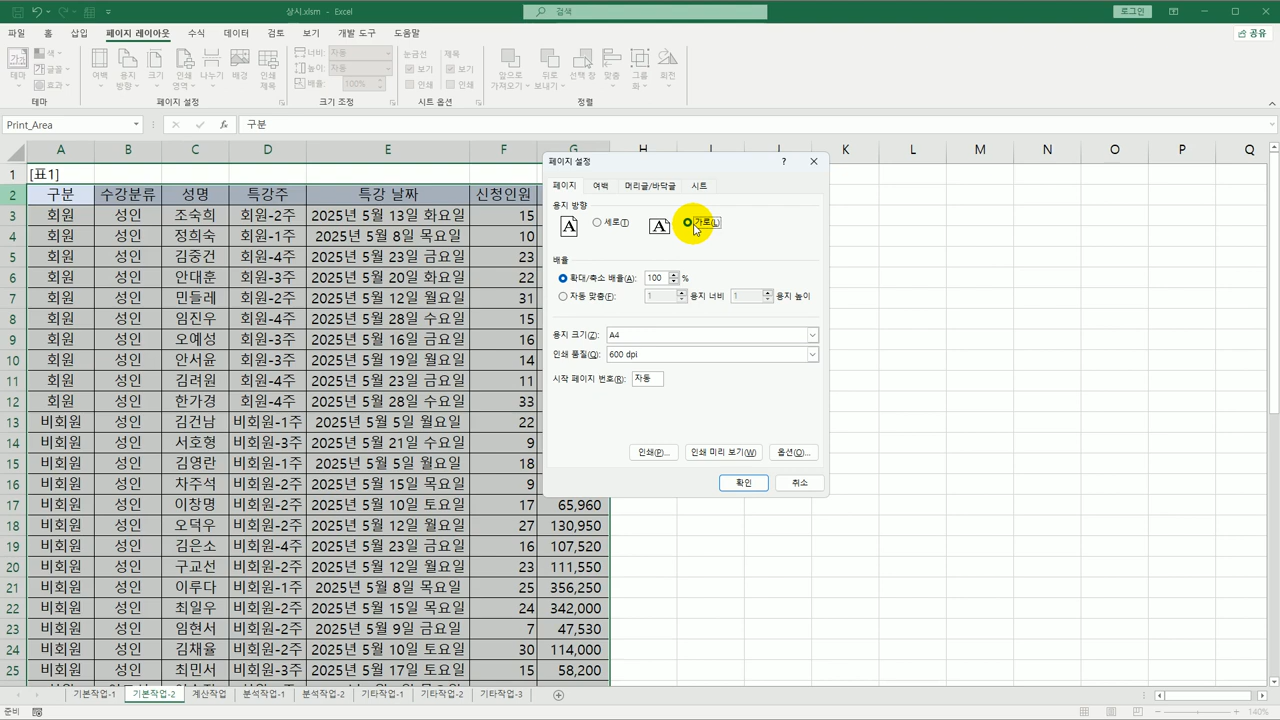 상시.xlsm - Excel
검색
로그인
파일 홈 삽입 페이지 레이아웃 수식 데이터 검토 보기 개발 도구 도움말
공유
테마 색 글꼴 효과
여백 용지 방향 크기 인쇄 영역 나누기 배경 인쇄 제목
너비: 자동
높이: 자동
배율: 100%
눈금선 제목
보기 보기
인쇄 인쇄
앞으로 가져오기 뒤로 보내기 선택 창 맞춤 그룹화 회전
테마 페이지 설정 크기 조정 시트 옵션 정렬
Print_Area fx 구분
A B C D E F G H I J K L M N O P Q
1 [표1]
2 구분 수강분류 성명 특강주 특강 날짜 신청인원
3 회원 성인 조숙희 회원-2주 2025년 5월 13일 화요일 15
4 회원 성인 정희숙 회원-1주 2025년 5월 8일 목요일 10
5 회원 성인 김중건 회원-4주 2025년 5월 23일 금요일 23
6 회원 성인 안대훈 회원-3주 2025년 5월 20일 화요일 22
7 회원 성인 민들레 회원-2주 2025년 5월 12일 월요일 31
8 회원 성인 임진우 회원-4주 2025년 5월 28일 수요일 15
9 회원 성인 오예성 회원-3주 2025년 5월 16일 금요일 16
10 회원 성인 안서윤 회원-3주 2025년 5월 19일 월요일 14
11 회원 성인 김려원 회원-4주 2025년 5월 23일 금요일 11
12 회원 성인 한가경 회원-4주 2025년 5월 28일 수요일 33
13 비회원 성인 김건남 비회원-1주 2025년 5월 5일 월요일 22
14 비회원 성인 서호형 비회원-3주 2025년 5월 21일 수요일 9
15 비회원 성인 김영란 비회원-1주 2025년 5월 5일 월요일 18
16 비회원 성인 차주석 비회원-2주 2025년 5월 15일 목요일 9
17 비회원 성인 이창명 비회원-2주 2025년 5월 10일 토요일 17 65,960
18 비회원 성인 오덕우 비회원-2주 2025년 5월 12일 월요일 27 130,950
19 비회원 성인 김은소 비회원-4주 2025년 5월 23일 금요일 16 107,520
20 비회원 성인 구교선 비회원-2주 2025년 5월 12일 월요일 23 111,550
21 비회원 성인 이루다 비회원-1주 2025년 5월 8일 목요일 25 356,250
22 비회원 성인 최일우 비회원-2주 2025년 5월 15일 목요일 24 342,000
23 비회원 성인 임현서 비회원-2주 2025년 5월 9일 금요일 7 47,530
24 비회원 성인 김채율 비회원-2주 2025년 5월 10일 토요일 30 114,000
25 비회원 성인 최민서 비회원-3주 2025년 5월 17일 토요일 15 58,200
페이지 설정 ?
페이지 여백 머리글/바닥글 시트
용지 방향
A 세로(T) A 가로(L)
배율
확대/축소 배율(A): 100 %
자동 맞춤(F): 1 용지 너비 1 용지 높이
용지 크기(Z): A4
인쇄 품질(Q): 600 dpi
시작 페이지 번호(R): 자동
인쇄(P)... 인쇄 미리 보기(W) 옵션(O)...
확인 취소
기본작업-1 기본작업-2 계산작업 분석작업-1 분석작업-2 기타작업-1 기타작업-2 기타작업-3
준비 140%